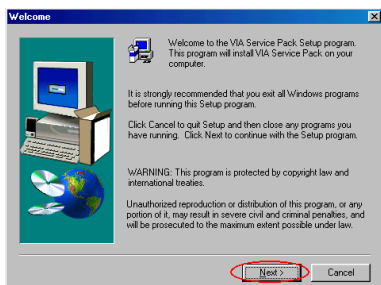 Welcome
Welcome to the VIA Service Pack Setup program.
This program will install VIA Service Pack on your
computer.
It is strongly recommended that you exit all Windows programs
before running this Setup program.
Click Cancel to quit Setup and then close any programs you
have running. Click Next to continue with the Setup program.
WARNING: This program is protected by copyright law and
international treaties.
Unauthorized reproduction or distribution of this program, or any
portion of it, may result in severe civil and criminal penalties, and
will be prosecuted to the maximum extent possible under law.
Next >
Cancel